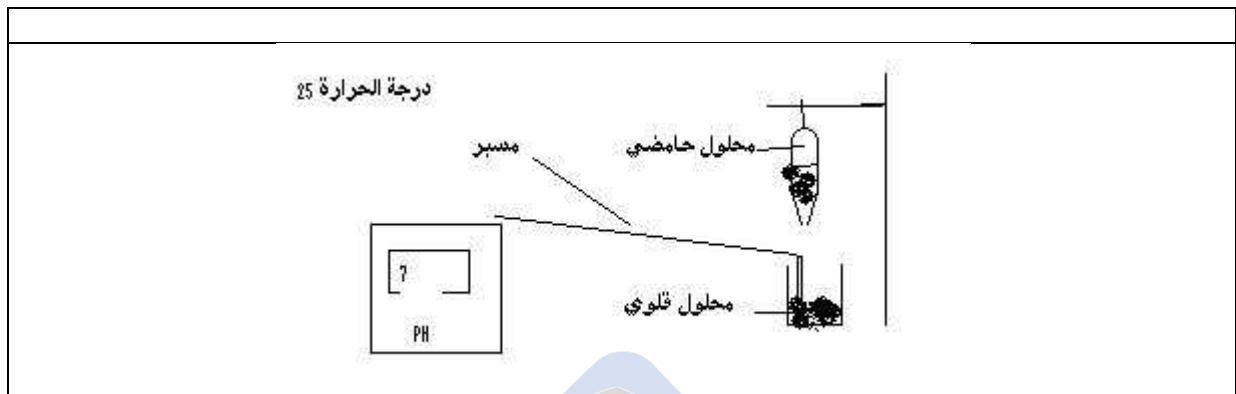 درجة الحرارة 25
محلول حامضي
مسبر
7
محلول قلوي
PH